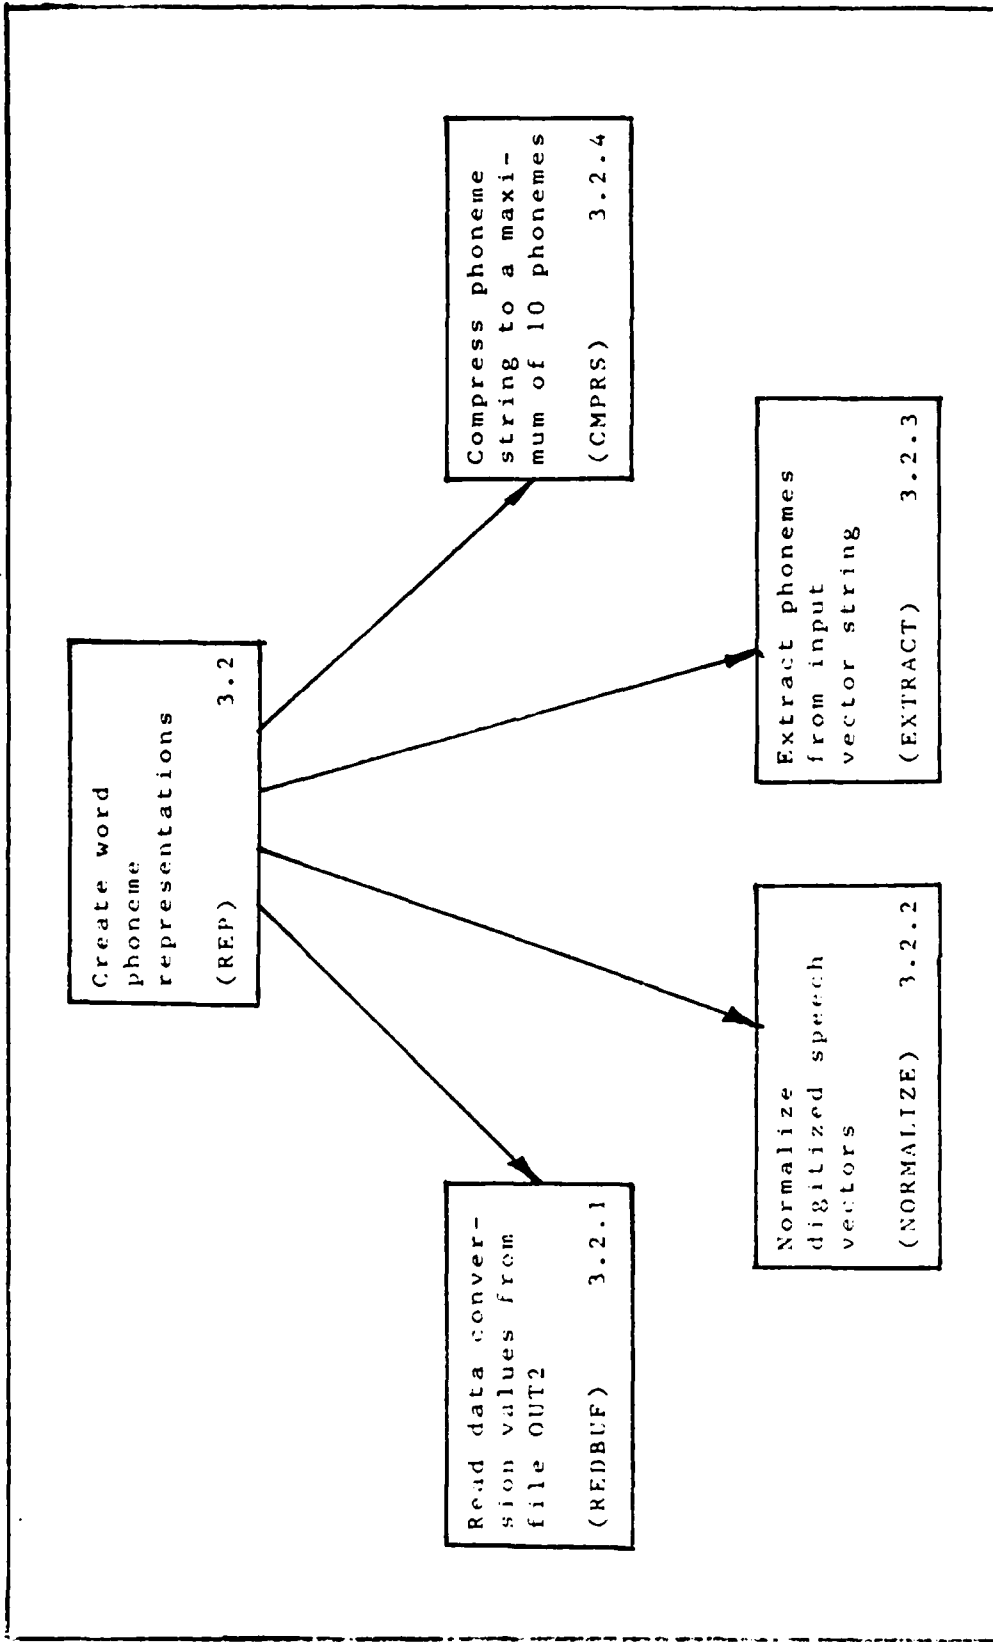 Create word
phoneme
representations
(REP) 3.2
Read data conver-
sion values from
file OUT2
(REDBUF) 3.2.1
Normalize
digitized speech
vectors
(NORMALIZE) 3.2.2
Extract phonemes
from input
vector string
(EXTRACT) 3.2.3
Compress phoneme
string to a maxi-
mum of 10 phonemes
(CMPRS) 3.2.4